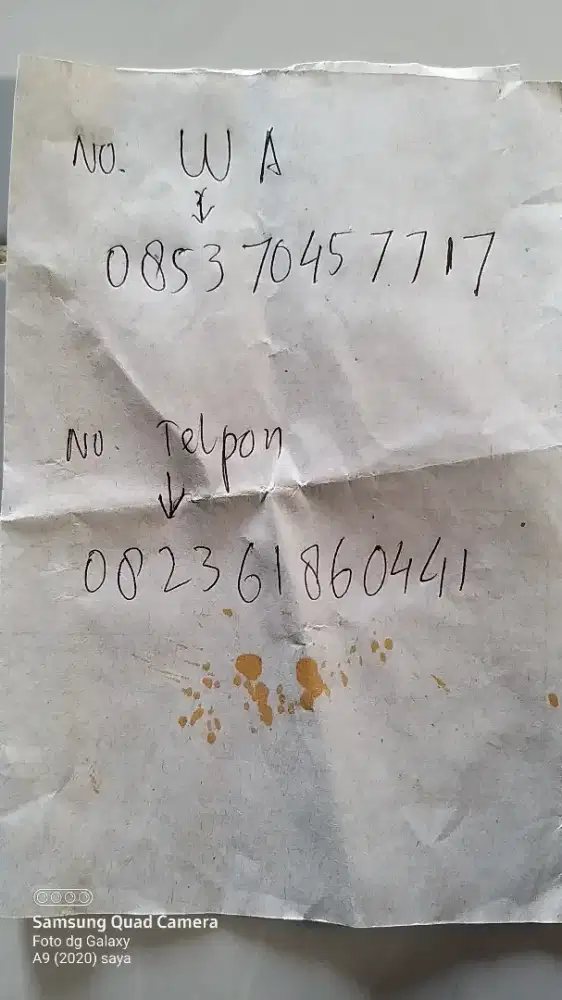 No. WA
085370457717
No. Telpon
082361860441
Samsung Quad Camera
Foto dg Galaxy
A9 (2020) saya